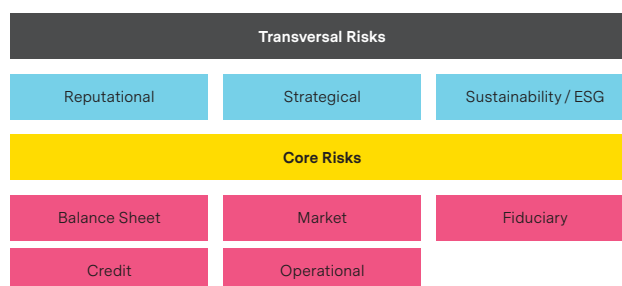 Transversal Risks
Reputational
Strategical
Sustainability / ESG
Core Risks
Balance Sheet
Market
Fiduciary
Credit
Operational